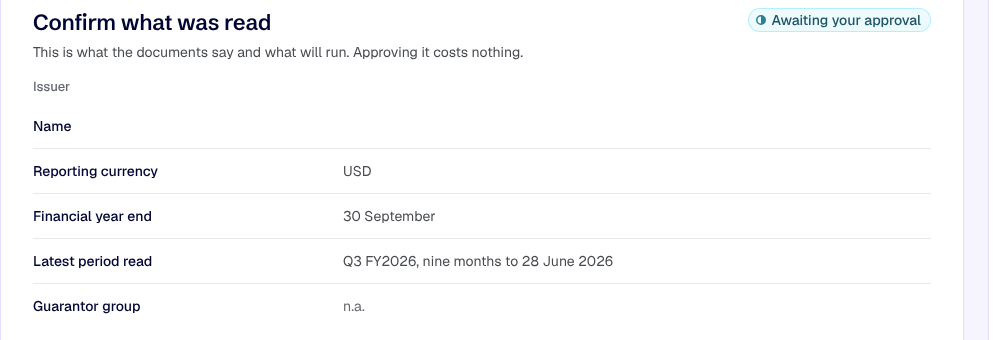 Confirm what was read
Awaiting your approval
This is what the documents say and what will run. Approving it costs nothing.
Issuer
Name
Reporting currency USD
Financial year end 30 September
Latest period read Q3 FY2026, nine months to 28 June 2026
Guarantor group n.a.